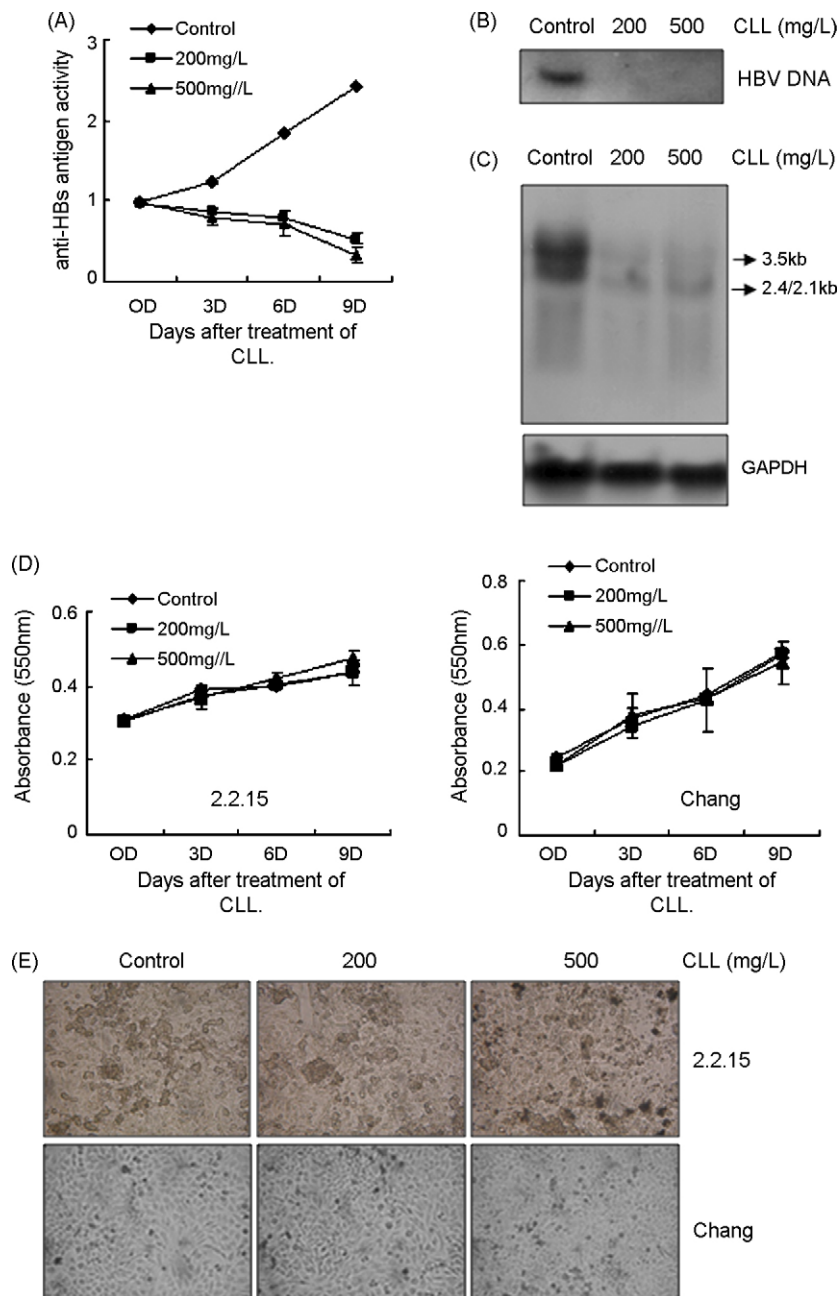 (A)
Control
200mg/L
500mg//L
anti-HBs antigen activity
3
2
1
0
OD 3D 6D 9D
Days after treatment of
CLL.
(B)
Control 200 500 CLL (mg/L)
HBV DNA
(C)
Control 200 500 CLL (mg/L)
3.5kb
2.4/2.1kb
GAPDH
(D)
Control
200mg/L
500mg//L
Absorbance (550nm)
0.6
0.4
0.2
0
2.2.15
OD 3D 6D 9D
Days after treatment of
CLL.
Control
200mg/L
500mg//L
Absorbance (550nm)
0.8
0.6
0.4
0.2
0
Chang
OD 3D 6D 9D
Days after treatment of
CLL.
(E)
Control 200 500 CLL (mg/L)
2.2.15
Chang